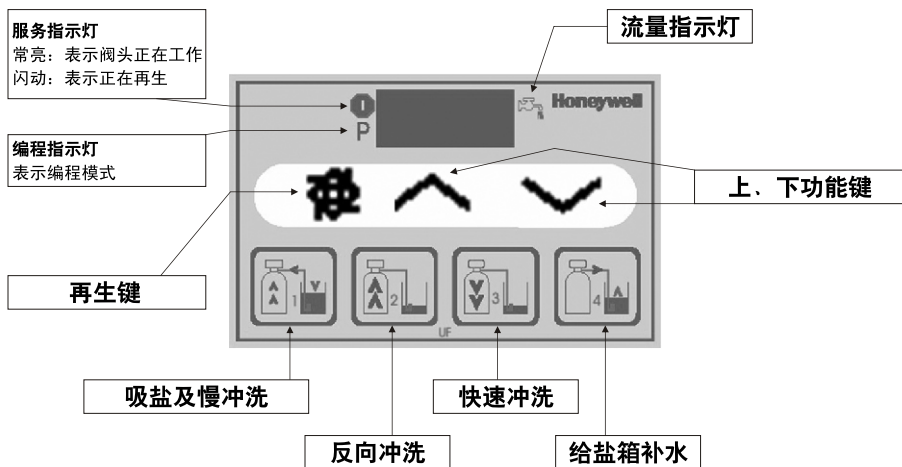 服务指示灯
常亮：表示阀头正在工作
闪动：表示正在再生
流量指示灯
Honeywell
P
编程指示灯
表示编程模式
上、下功能键
再生键
1
2
3
4
UF
吸盐及慢冲洗
快速冲洗
反向冲洗
给盐箱补水